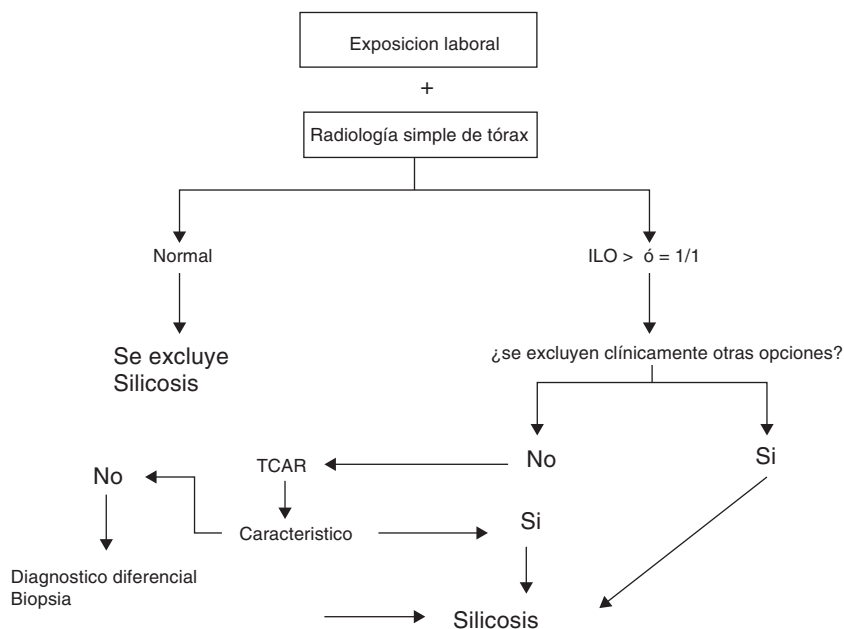 Exposicion laboral
+
Radiología simple de tórax
Normal
ILO > ó = 1/1
Se excluye
Silicosis
¿se excluyen clínicamente otras opciones?
No
Si
TCAR
No
Caracteristico
Si
Diagnostico diferencial
Biopsia
Silicosis